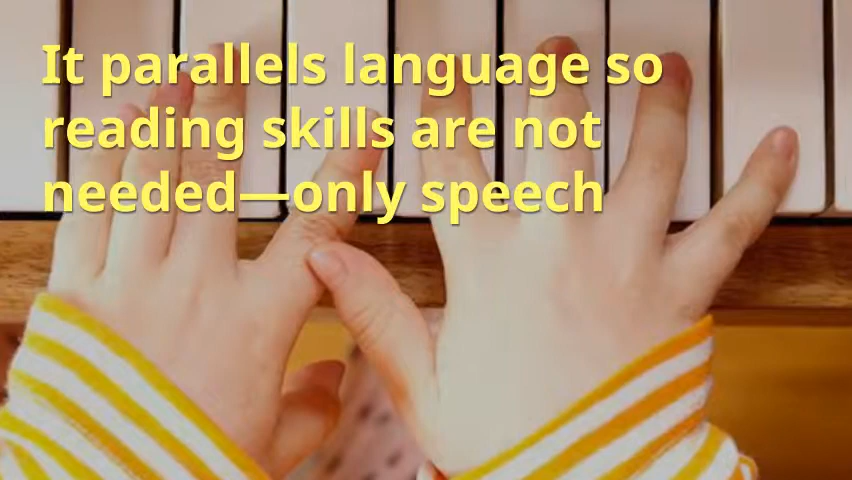 It parallels language so
reading skills are not
needed—only speech